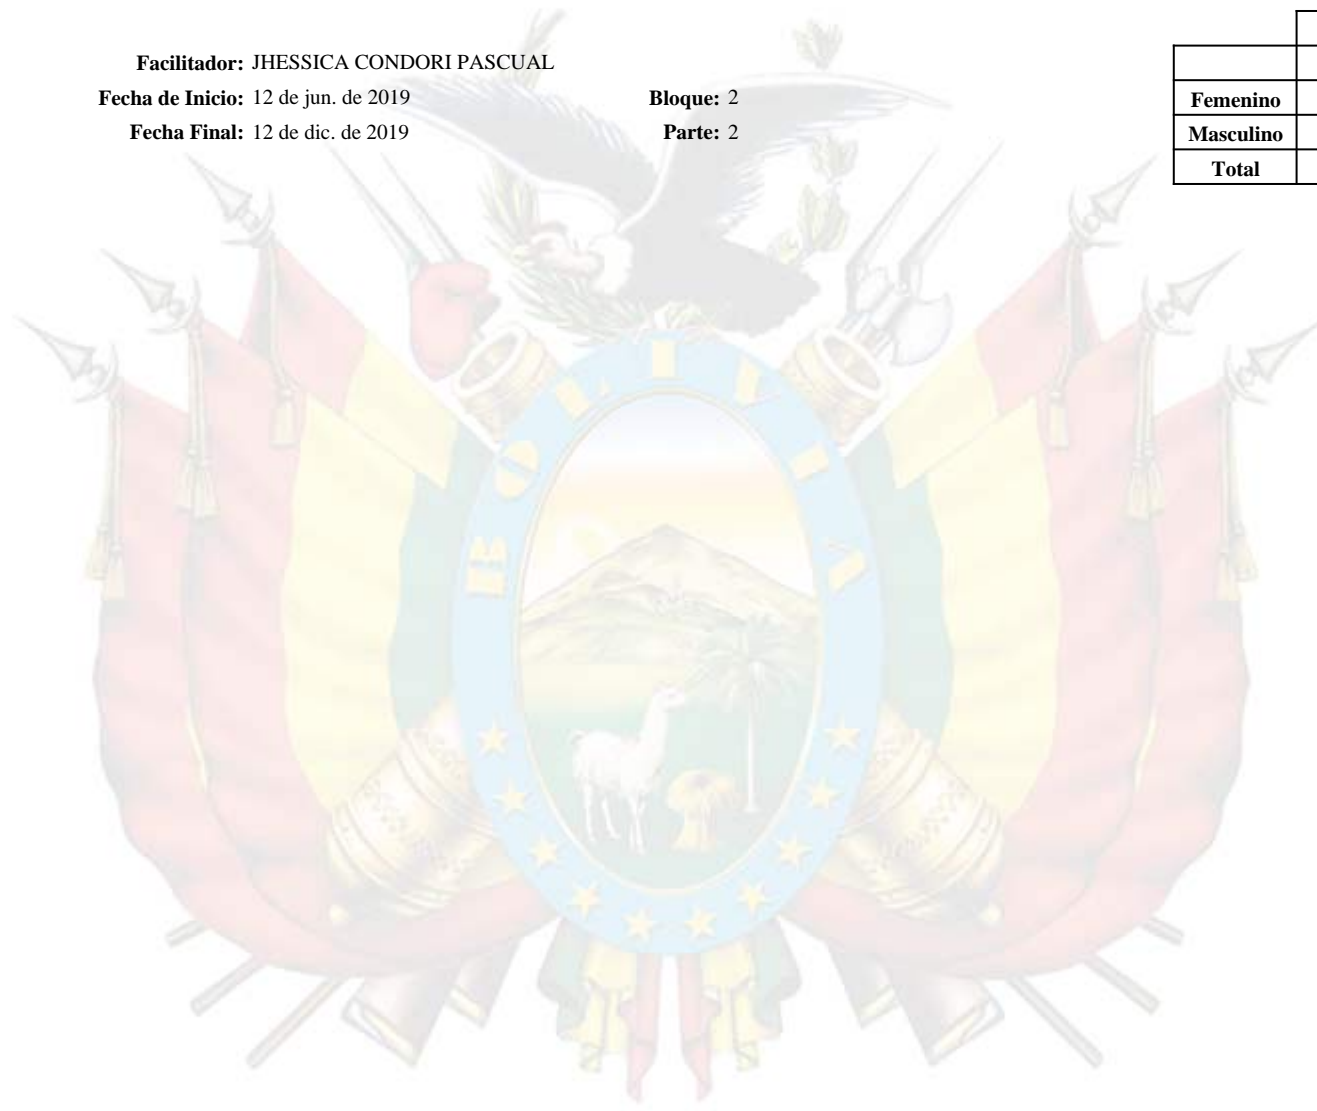 Facilitador: JHESSICA CONDORI PASCUAL
Fecha de Inicio: 12 de jun. de 2019 Bloque: 2
Fecha Final: 12 de dic. de 2019 Parte: 2
Femenino
Masculino
Total
BOLIVIA